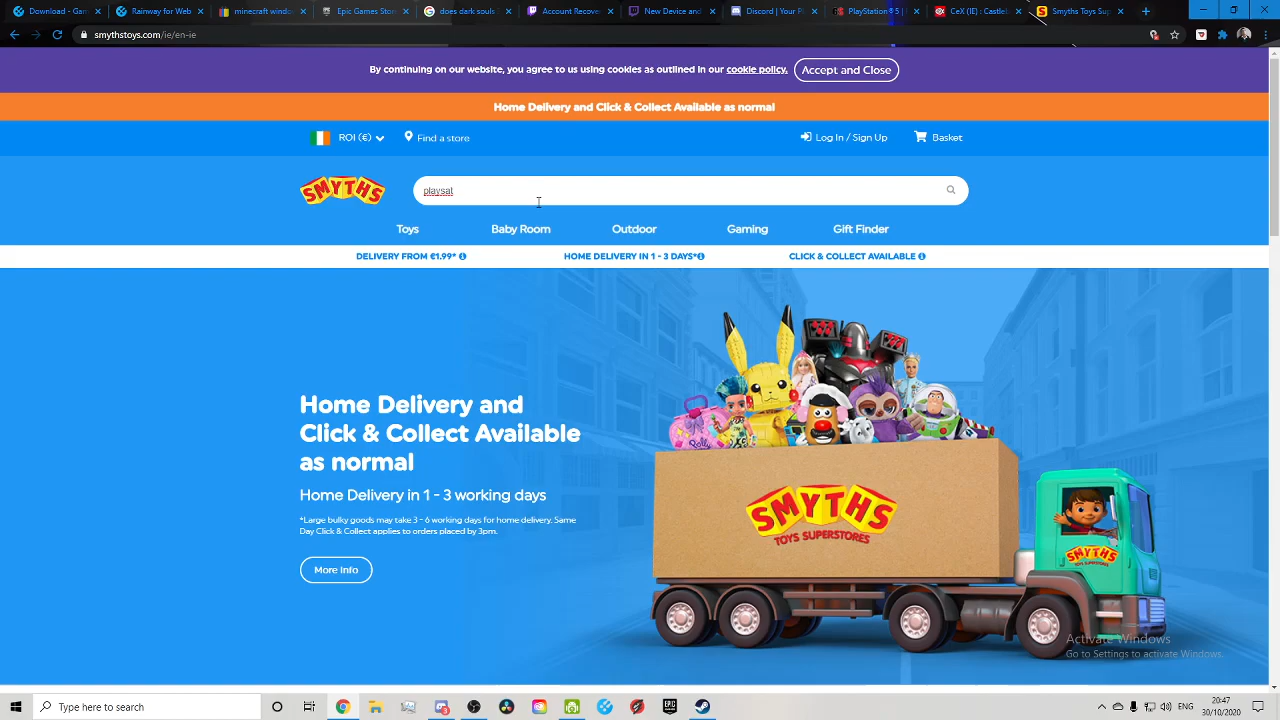 Download - Gar
Railway for Web
minecraft wind
Epic Games Stor
does dark souls
Account Recove
New Device and
Discord | Your P
PlayStation®5 |
CeX (IE) : Castle
Smyths Toys Sup
smythstoys.com/ie/en-ie
By continuing on our website, you agree to us using cookies as outlined in our cookie policy.
Accept and Close
Home Delivery and Click & Collect Available as normal
ROI (€)
Find a store
Log In / Sign Up
Basket
SMYTHS
playsat
Toys
Baby Room
Outdoor
Gaming
Gift Finder
DELIVERY FROM €1.99*
HOME DELIVERY IN 1 - 3 DAYS*
CLICK & COLLECT AVAILABLE
Home Delivery and
Click & Collect Available
as normal
Home Delivery in 1 - 3 working days
*Large bulky goods may take 3 - 6 working days for home delivery. Same
Day Click & Collect applies to orders placed by 3pm.
More Info
SMYTHS
TOYS SUPERSTORES
SMYTHS
TOYS SUPERSTORES
Activate Windows
Go to Settings to activate Windows.
Type here to search
20:47
30/10/2020